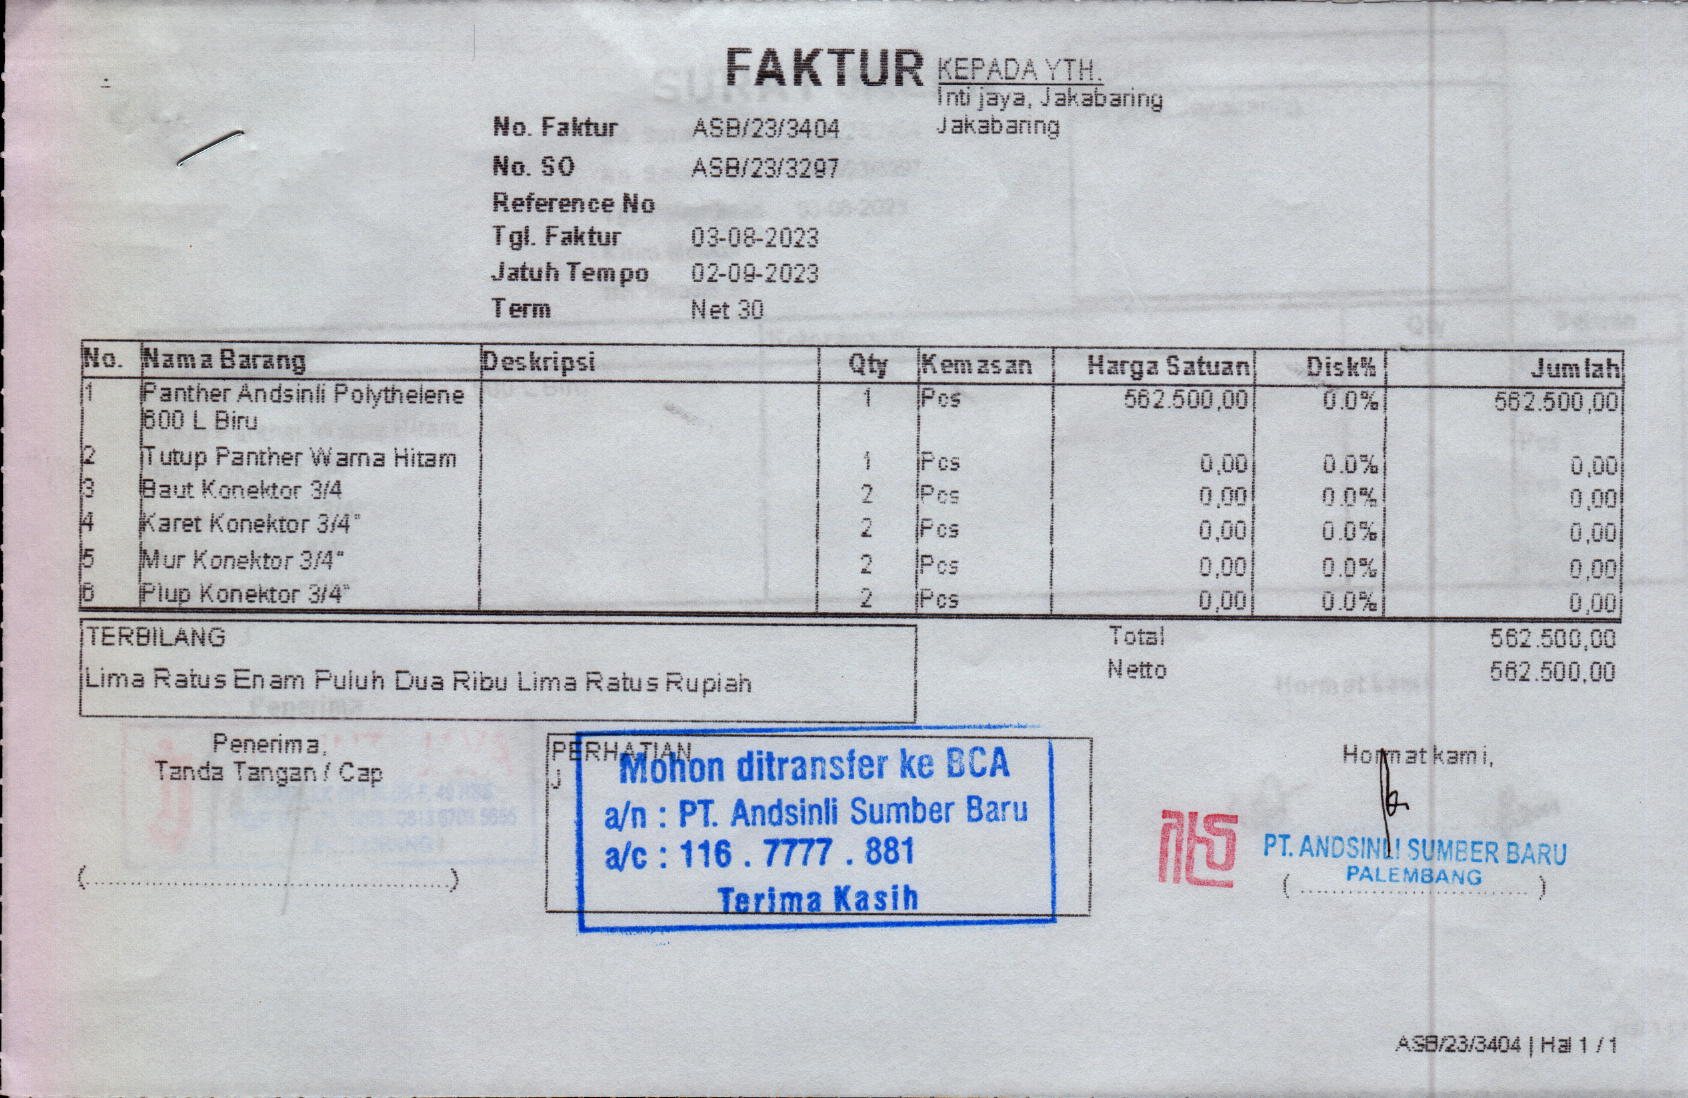 FAKTUR
KEPADA YTH.
Inti jaya, Jakabaring
Jakabaring
No. Faktur ASB/23/3404
No. SO ASB/23/3297
Reference No
Tgl. Faktur 03-08-2023
Jatuh Tempo 02-09-2023
Term Net 30
No. Nama Barang Deskripsi Qty Kemasan Harga Satuan Disk% Jumlah
1 Panther Andsinli Polythelene 1 Pcs 562.500,00 0.0% 562.500,00
600 L Biru
2 Tutup Panther Warna Hitam 1 Pcs 0,00 0.0% 0,00
3 Baut Konektor 3/4 2 Pcs 0,00 0.0% 0,00
4 Karet Konektor 3/4" 2 Pcs 0,00 0.0% 0,00
5 Mur Konektor 3/4" 2 Pcs 0,00 0.0% 0,00
6 Plup Konektor 3/4" 2 Pcs 0,00 0.0% 0,00
TERBILANG
Lima Ratus Enam Puluh Dua Ribu Lima Ratus Rupiah
Total 562.500,00
Netto 562.500,00
Penerima,
Tanda Tangan / Cap
(........................................................)
PERHATIAN
J
Mohon ditransfer ke BCA
a/n : PT. Andsinli Sumber Baru
a/c : 116 . 7777 . 881
Terima Kasih
Hormat kami,
PT. ANDSINLI SUMBER BARU
PALEMBANG
(...................................)
ASB/23/3404 | Hal 1 / 1